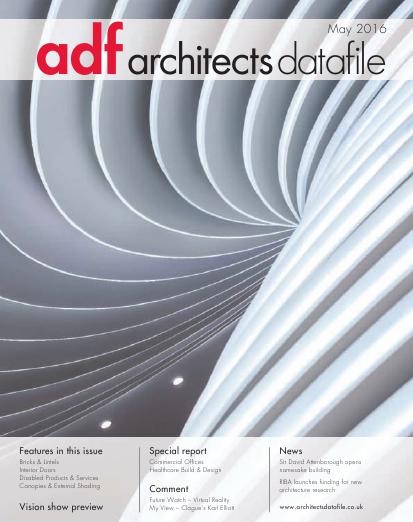 May 2016
adf architects datafile
Features in this issue
Bricks & Lintels
Interior Doors
Disabled Products & Services
Canopies & External Shading
Vision show preview
Special report
Commercial Offices
Healthcare Build & Design
Comment
Future Watch – Virtual Reality
My View – Clague's Karl Elliott
News
Sir David Attenborough opens
namesake building
RIBA launches funding for new
architecture research
www.architectsdatafile.co.uk